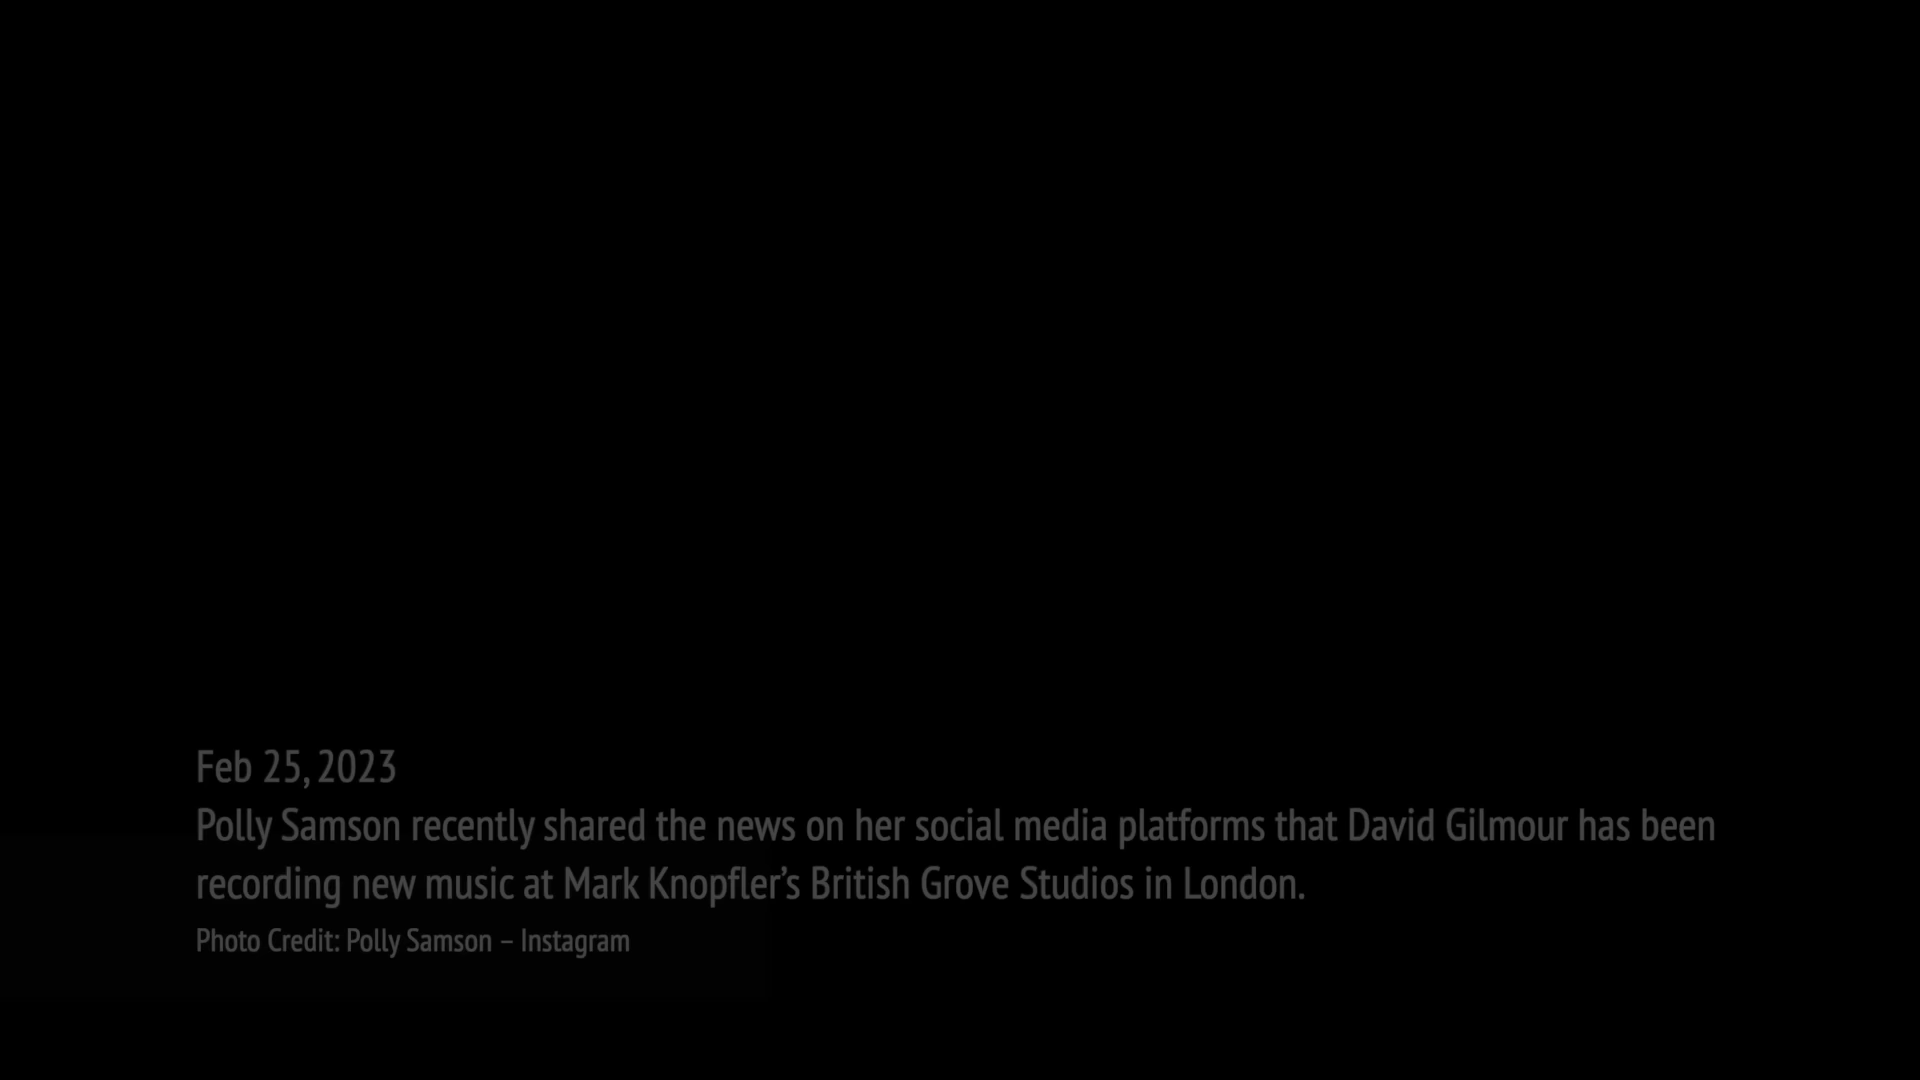 Feb 25, 2023
Polly Samson recently shared the news on her social media platforms that David Gilmour has been
recording new music at Mark Knopfler’s British Grove Studios in London.
Photo Credit: Polly Samson – Instagram